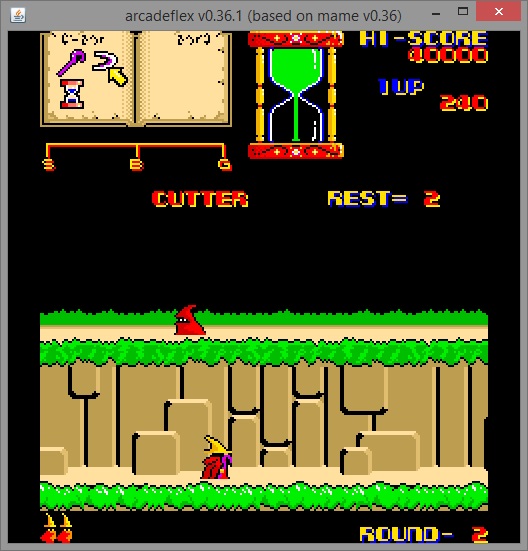 arcadeflex v0.36.1 (based on mame v0.36)
HI-SCORE
40000
1UP
240
S B G
CUTTER REST= 2
ROUND- 2